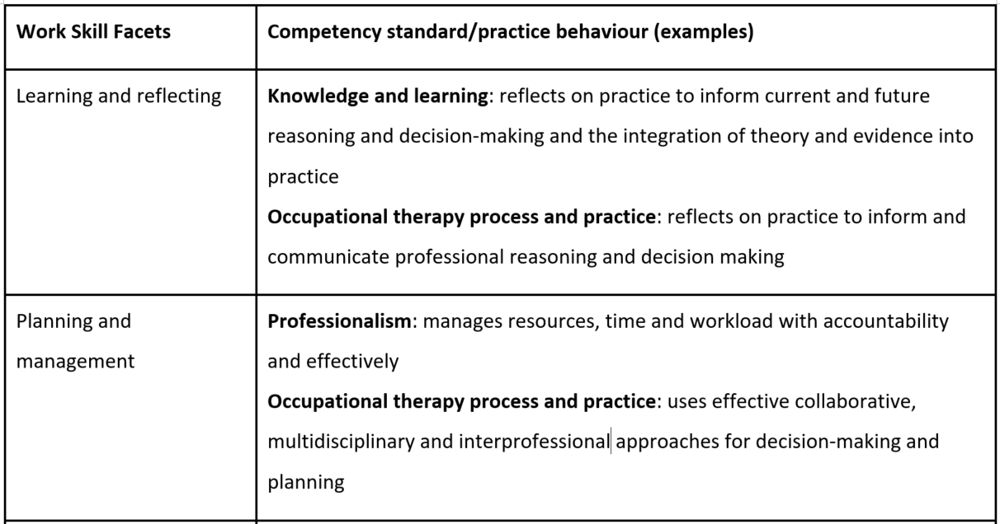 Work Skill Facets
Competency standard/practice behaviour (examples)
Learning and reflecting
Knowledge and learning: reflects on practice to inform current and future
reasoning and decision-making and the integration of theory and evidence into
practice
Occupational therapy process and practice: reflects on practice to inform and
communicate professional reasoning and decision making
Planning and
management
Professionalism: manages resources, time and workload with accountability
and effectively
Occupational therapy process and practice: uses effective collaborative,
multidisciplinary and interprofessional approaches for decision-making and
planning